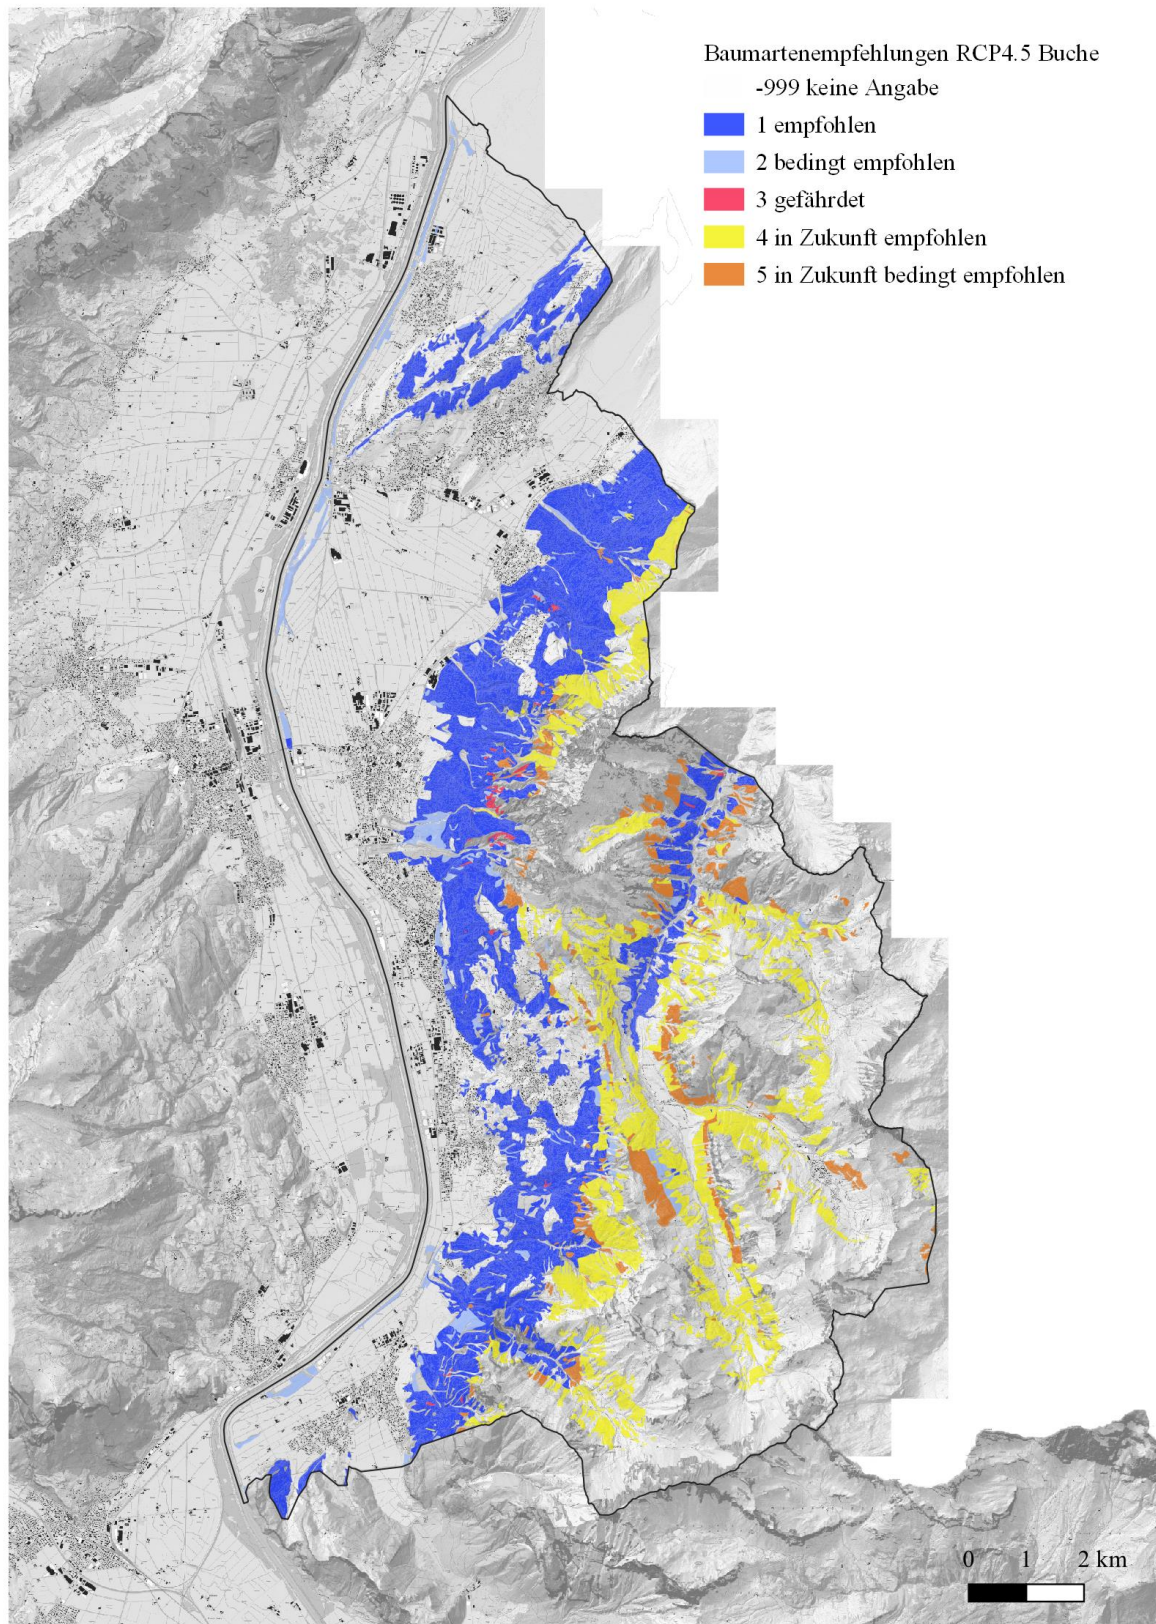 Baumartenempfehlungen RCP4.5 Buche
-999 keine Angabe
1 empfohlen
2 bedingt empfohlen
3 gefährdet
4 in Zukunft empfohlen
5 in Zukunft bedingt empfohlen
0 1 2 km